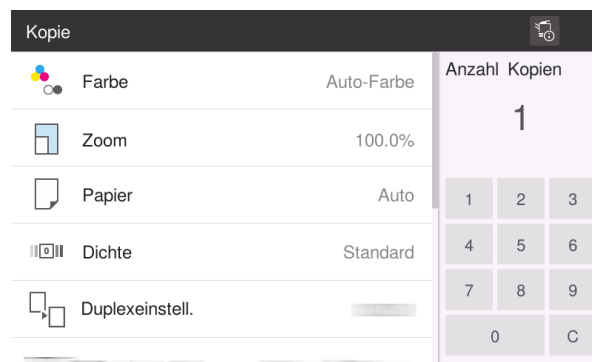 Kopie
Farbe Auto-Farbe
Zoom 100.0%
Papier Auto
0 Dichte Standard
Duplexeinstell.
Anzahl Kopien
1
1 2 3
4 5 6
7 8 9
0 C